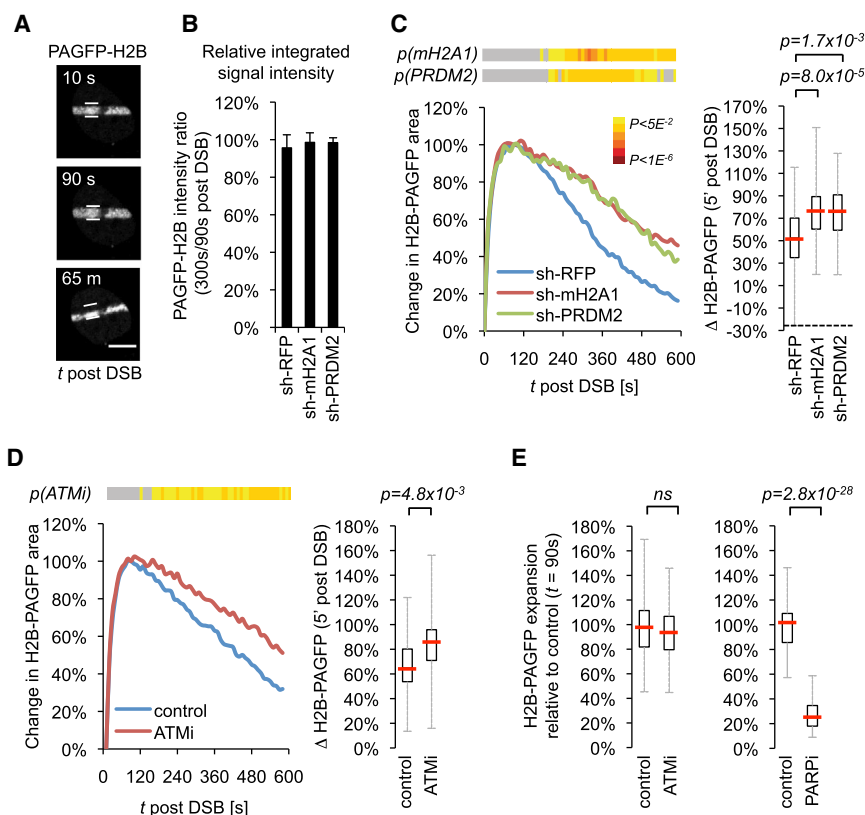 A
PAGFP-H2B
10 s
90 s
65 m
t post DSB
B
Relative integrated
signal intensity
PAGFP-H2B intensity ratio
(300s/90s post DSB)
120%
100%
80%
60%
40%
20%
0%
sh-RFP
sh-mH2A1
sh-PRDM2
C
p(mH2A1)
p(PRDM2)
Change in H2B-PAGFP area
120%
100%
80%
60%
40%
20%
0%
P<5E-2
P<1E-6
sh-RFP
sh-mH2A1
sh-PRDM2
0 120 240 360 480 600
t post DSB [s]
p=1.7x10-3
p=8.0x10-5
Δ H2B-PAGFP (5' post DSB)
170%
150%
130%
110%
90%
70%
50%
30%
10%
-10%
-30%
sh-RFP
sh-mH2A1
sh-PRDM2
D
p(ATMi)
Change in H2B-PAGFP area
120%
100%
80%
60%
40%
20%
0%
control
ATMi
0 120 240 360 480 600
t post DSB [s]
p=4.8x10-3
Δ H2B-PAGFP (5' post DSB)
180%
160%
140%
120%
100%
80%
60%
40%
20%
0%
control
ATMi
E
ns
H2B-PAGFP expansion
relative to control (t = 90s)
180%
160%
140%
120%
100%
80%
60%
40%
20%
0%
control
ATMi
p=2.8x10-28
180%
160%
140%
120%
100%
80%
60%
40%
20%
0%
control
PARPi